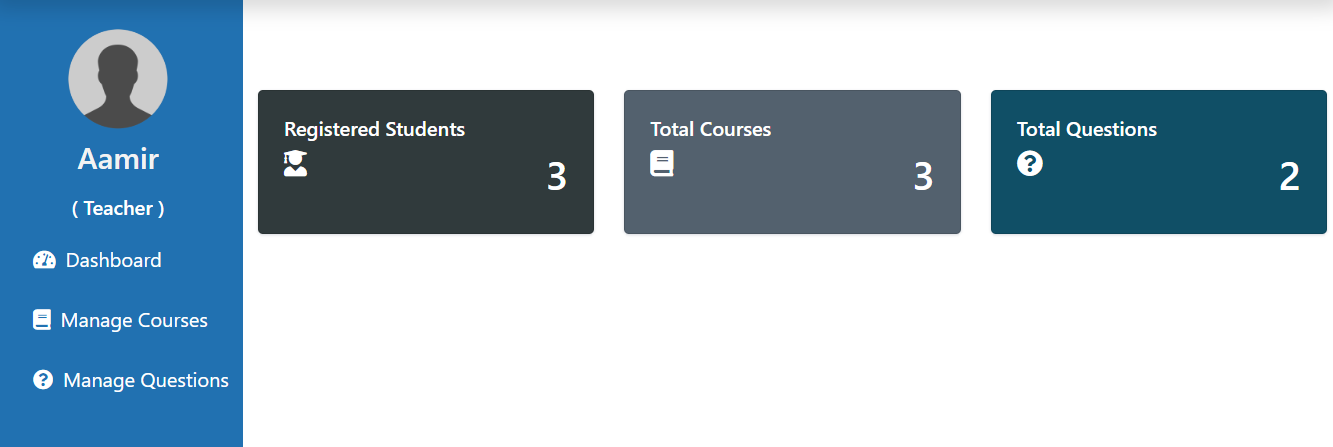 Aamir
( Teacher )
Dashboard
Manage Courses
Manage Questions
Registered Students
3
Total Courses
3
Total Questions
2